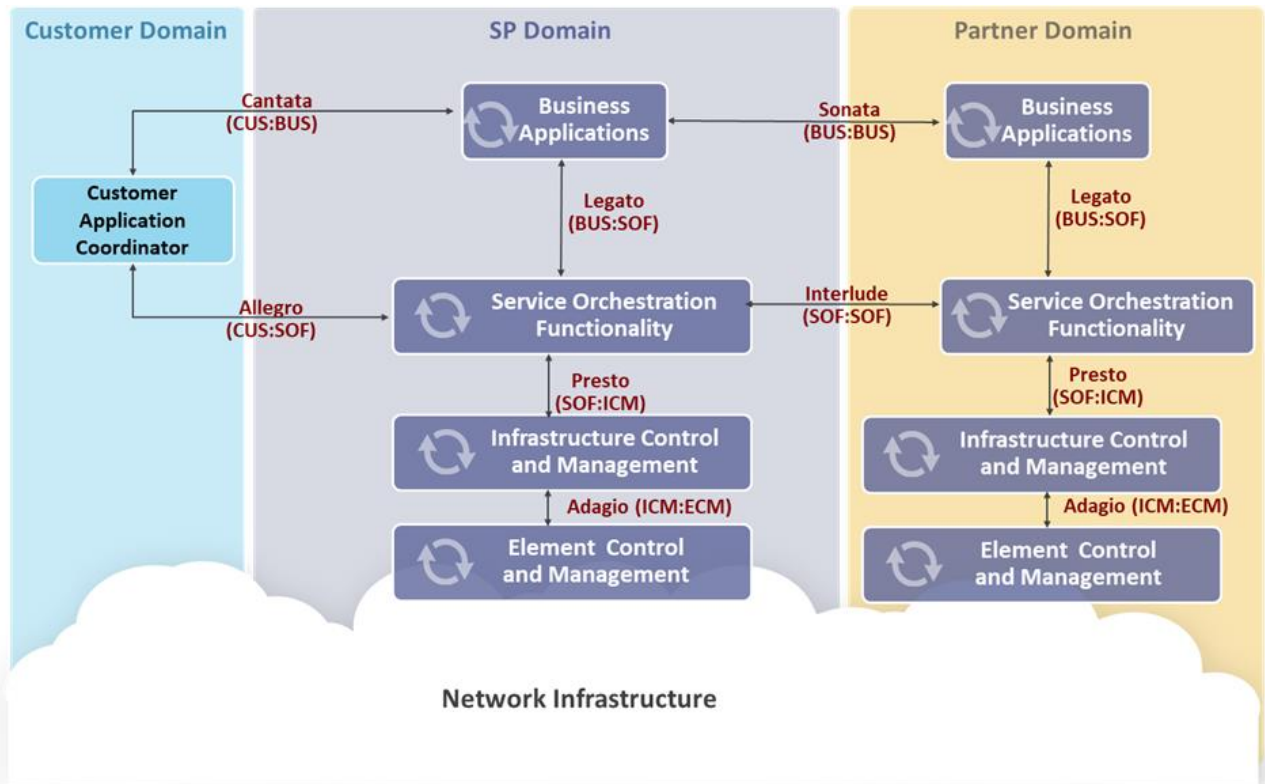 Customer Domain
SP Domain
Partner Domain
Cantata
(CUS:BUS)
Business
Applications
Sonata
(BUS:BUS)
Business
Applications
Customer
Application
Coordinator
Legato
(BUS:SOF)
Legato
(BUS:SOF)
Allegro
(CUS:SOF)
Service Orchestration
Functionality
Interlude
(SOF:SOF)
Service Orchestration
Functionality
Presto
(SOF:ICM)
Presto
(SOF:ICM)
Infrastructure Control
and Management
Infrastructure Control
and Management
Adagio (ICM:ECM)
Adagio (ICM:ECM)
Element Control
and Management
Element Control
and Management
Network Infrastructure